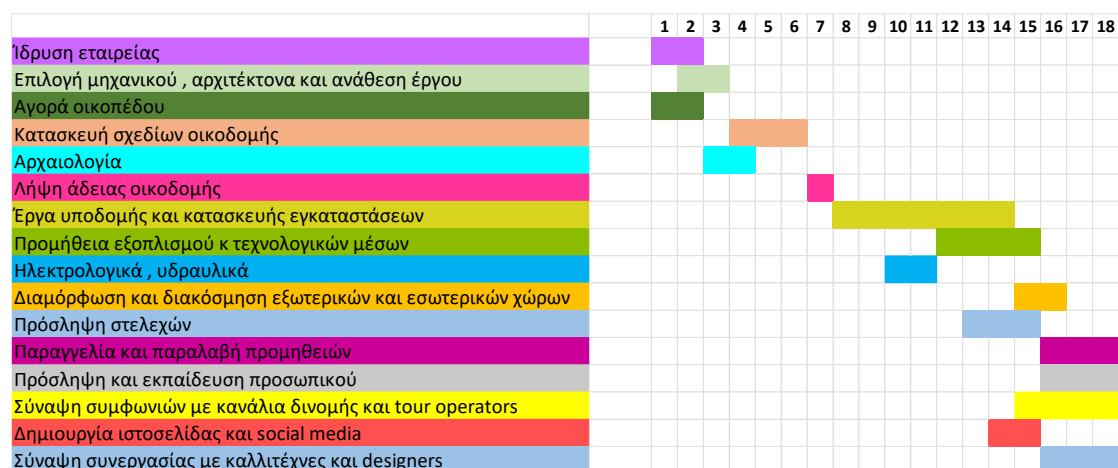 1 2 3 4 5 6 7 8 9 10 11 12 13 14 15 16 17 18
Ίδρυση εταιρείας
Επιλογή μηχανικού , αρχιτέκτονα και ανάθεση έργου
Αγορά οικοπέδου
Κατασκευή σχεδίων οικοδομής
Αρχαιολογία
Λήψη άδειας οικοδομής
Έργα υποδομής και κατασκευής εγκαταστάσεων
Προμήθεια εξοπλισμού κ τεχνολογικών μέσων
Ηλεκτρολογικά , υδραυλικά
Διαμόρφωση και διακόσμηση εξωτερικών και εσωτερικών χώρων
Πρόσληψη στελεχών
Παραγγελία και παραλαβή προμηθειών
Πρόσληψη και εκπαίδευση προσωπικού
Σύναψη συμφωνιών με κανάλια δινομής και tour operators
Δημιουργία ιστοσελίδας και social media
Σύναψη συνεργασίας με καλλιτέχνες και designers